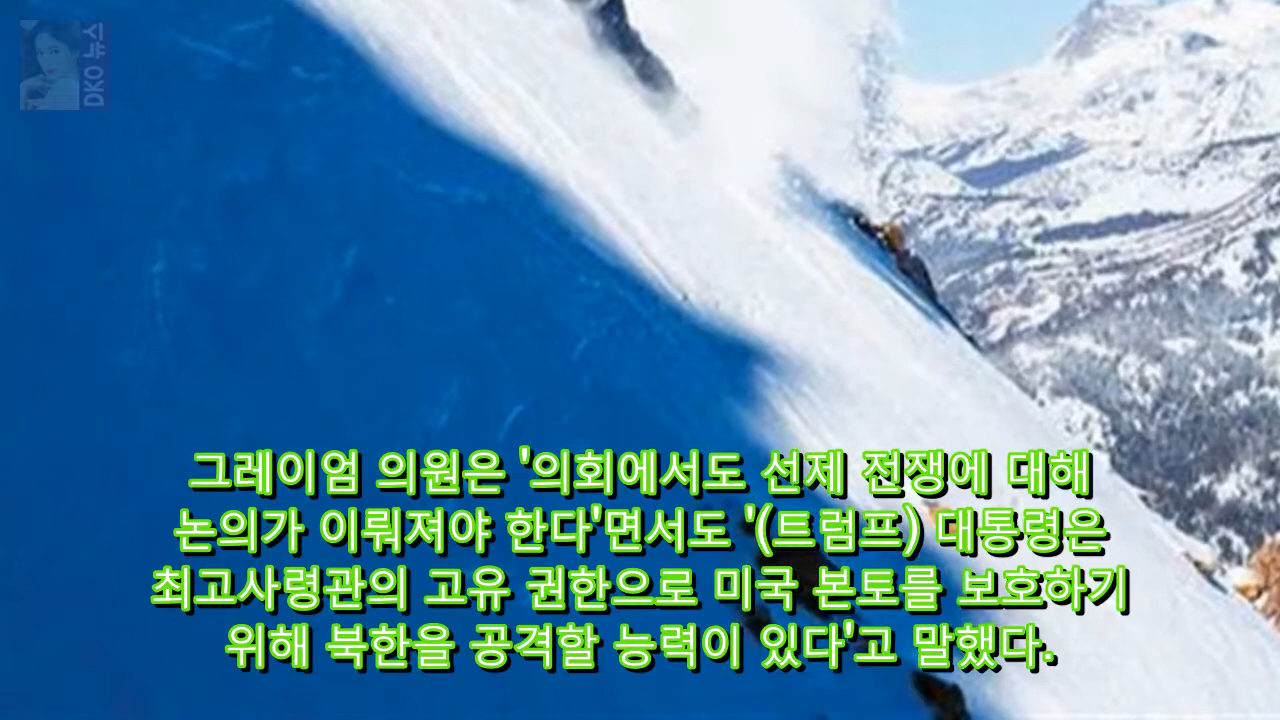 DKO 뉴스
그레이엄 의원은 '의회에서도 선제 전쟁에 대해
논의가 이뤄져야 한다'면서도 '(트럼프) 대통령은
최고사령관의 고유 권한으로 미국 본토를 보호하기
위해 북한을 공격할 능력이 있다'고 말했다.